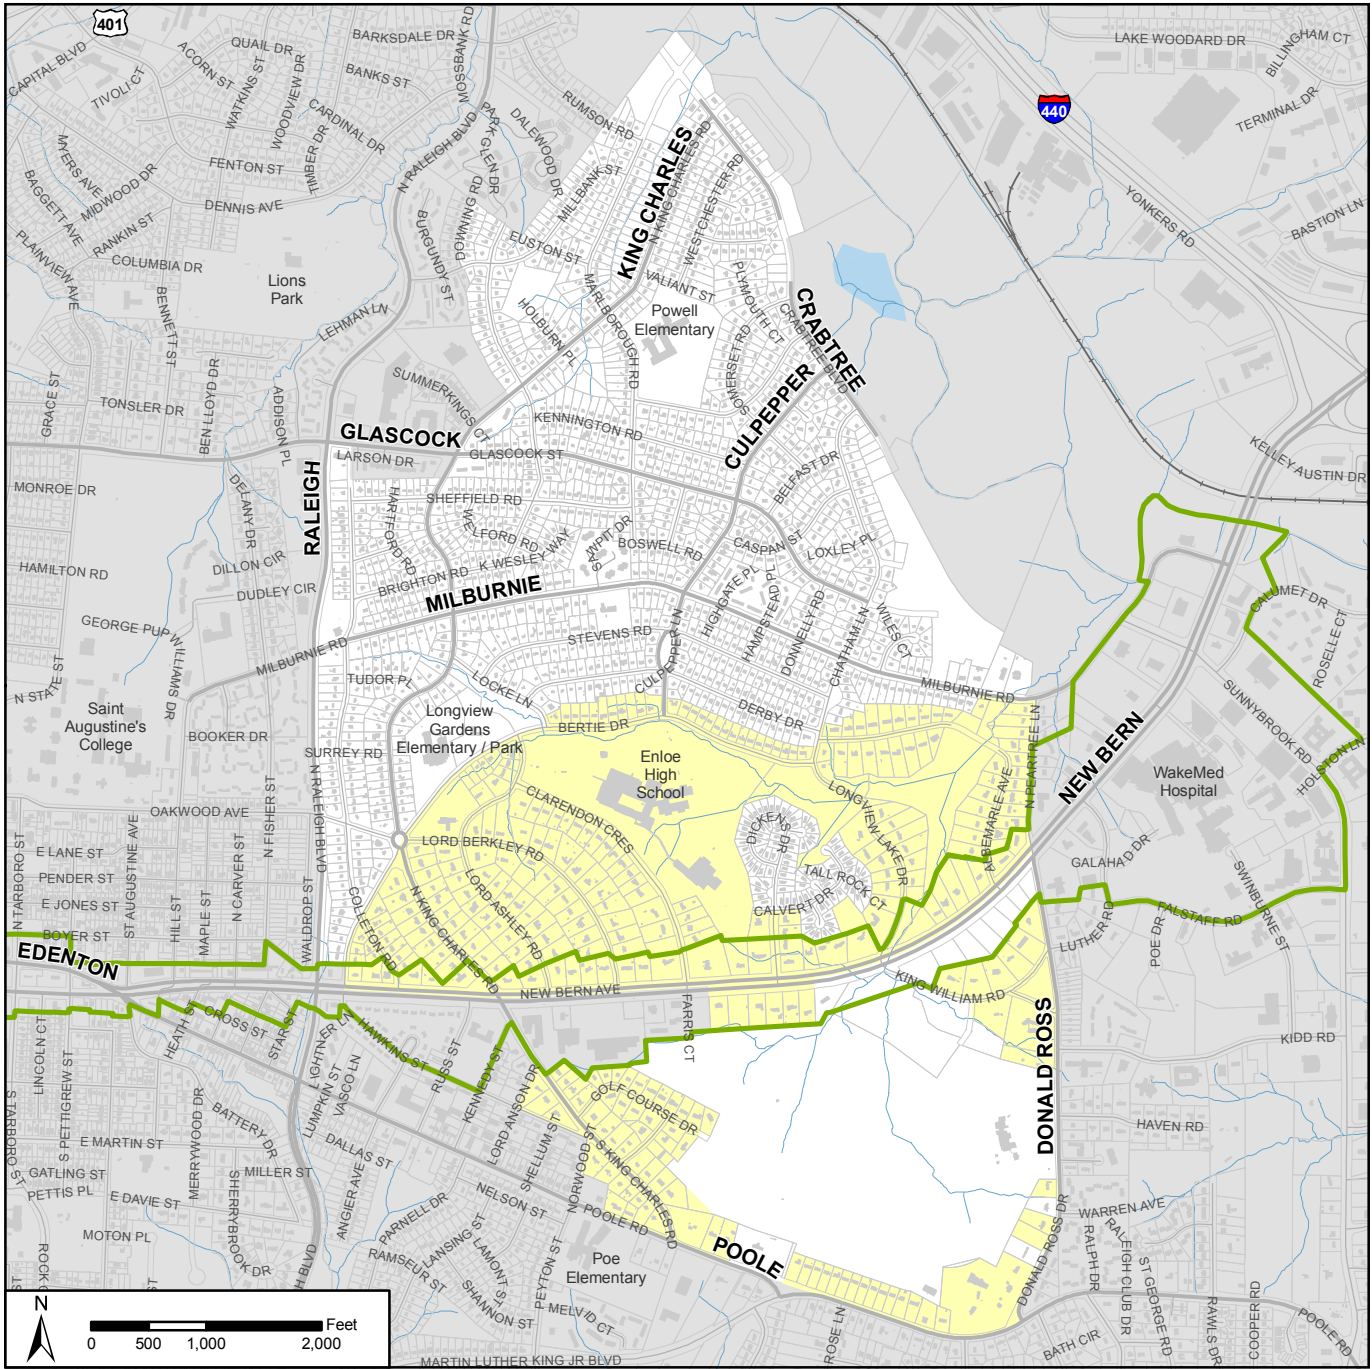 401
BARKSDALE DR
QUAIL DR
ACORN ST
CAPITAL BLVD
TIVOLI CT
WATKINS ST
WOODVIEW DR
BANKS ST
CARDINAL DR
TIMBER DR
FENTON ST
MYERS AVE
MIDWOOD DR
BAGGETT AVE
DENNIS AVE
RANKIN ST
PLAINVIEW AVE
COLUMBIA DR
BENNETT ST
N RALEIGH BLVD
PARK GLEN DR
DALEWOOD DR
RUMSON RD
DOWNING RD
BURGUNDY ST
MILLBANK ST
EUSTON ST
KING CHARLES
N KING CHARLES RD
WESTCHESTER RD
LAKE WOODARD DR
BILLINGHAM CT
TERMINAL DR
440
YONKERS RD
BASTION LN
Lions
Park
LEHMAN LN
HOLBURN PL
MARLBOROUGH RD
VALIANT ST
PLYMOUTH CT
Powell
Elementary
SOMERSET RD
CRABTREE
CRABTREE BLVD
CULPEPPER
GRACE ST
TONSLER DR
BEN LLOYD DR
ADDISON PL
SUMMERKINGS CT
GLASCOCK
LARSON DR
GLASCOCK ST
KENNINGTON RD
BELFAST DR
KELLEY AUSTIN DR
MONROE DR
DELANY DR
RALEIGH
HARTFORD RD
SHEFFIELD RD
WELFORD RD
K WESLEY WAY
SAWPIT DR
BOSWELL RD
CASPAN ST
LOXLEY PL
HAMILTON RD
DILLON CIR
DUDLEY CIR
BRIGHTON RD
MILBURNIE
HIGHGATE PL
HAMPSTEAD PL
DONNELLY RD
CHATHAM LN
WILES CT
CALUMET DR
ROSELLE CT
GEORGE PUP WILLIAMS DR
MILBURNIE RD
STEVENS RD
CULPEPPER LN
N STATE ST
TUDOR PL
LOCKE LN
DERBY DR
MILBURNIE RD
SUNNYBROOK RD
HOLSTON LN
Saint
Augustine's
College
BOOKER DR
SURREY RD
Longview
Gardens
Elementary / Park
BERTIE DR
Enloe
High
School
N PEARTREE LN
NEW BERN
WakeMed
Hospital
N RALEIGH BLVD
OAKWOOD AVE
N FISHER ST
CLARENDON CRES
DICKENS DR
LONGVIEW LAKE DR
ALBEMARLE AVE
N TARBORO ST
E LANE ST
PENDER ST
E JONES ST
BOYER ST
ST AUGUSTINE AVE
HILL ST
MAPLE ST
N CARVER ST
WALDROP ST
COLLETON RD
LORD BERKLEY RD
LORD ASHLEY RD
N KING CHARLES RD
TALL ROCK CT
CALVERT DR
GALAHAD DR
LUTHER RD
POE DR
FALSTAFF RD
SWINBURNE ST
EDENTON
NEW BERN AVE
KING WILLIAM RD
FARRIS CT
LINCOLN CT
HEATH ST
CROSS ST
STAR ST
LIGHTNER LN
HAWKINS ST
RUSS ST
KENNEDY ST
DONALD ROSS
KIDD RD
S TARBORO ST
S PETTIGREW ST
MERRYWOOD DR
BATTERY DR
LUMPKIN ST
VASCO LN
LORD ANSON DR
GOLF COURSE DR
HAVEN RD
E MARTIN ST
DALLAS ST
SHELLUM ST
NORWOOD ST
S KING CHARLES RD
GATLING ST
PETTIS PL
E DAVIE ST
MILLER ST
SHERRYBROOK DR
ANGIER AVE
PARNELL DR
NELSON ST
POOLE RD
POOLE
WARREN AVE
DONALD ROSS DR
MOTON PL
RAMSEUR ST
LANSING ST
LAMONT ST
SHANNON ST
PEYTON ST
Poe
Elementary
RALPH DR
RALEIGH CLUB DR
ST GEORGE RD
RAWLS DR
COOPER RD
POOLE RD
MELVID CT
ROSE LN
BATH CIR
MARTIN LUTHER KING JR BLVD
N
0 500 1,000 2,000 Feet